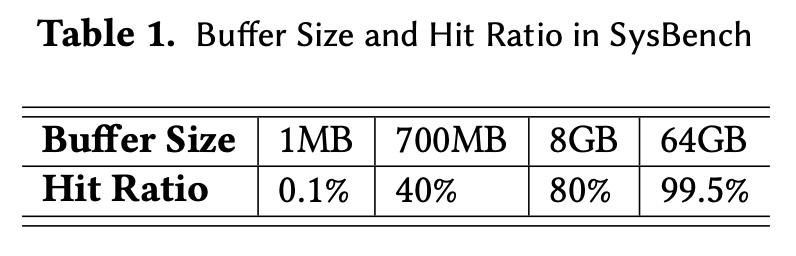 Table 1. Buffer Size and Hit Ratio in SysBench
Buffer Size 1MB 700MB 8GB 64GB
Hit Ratio 0.1% 40% 80% 99.5%